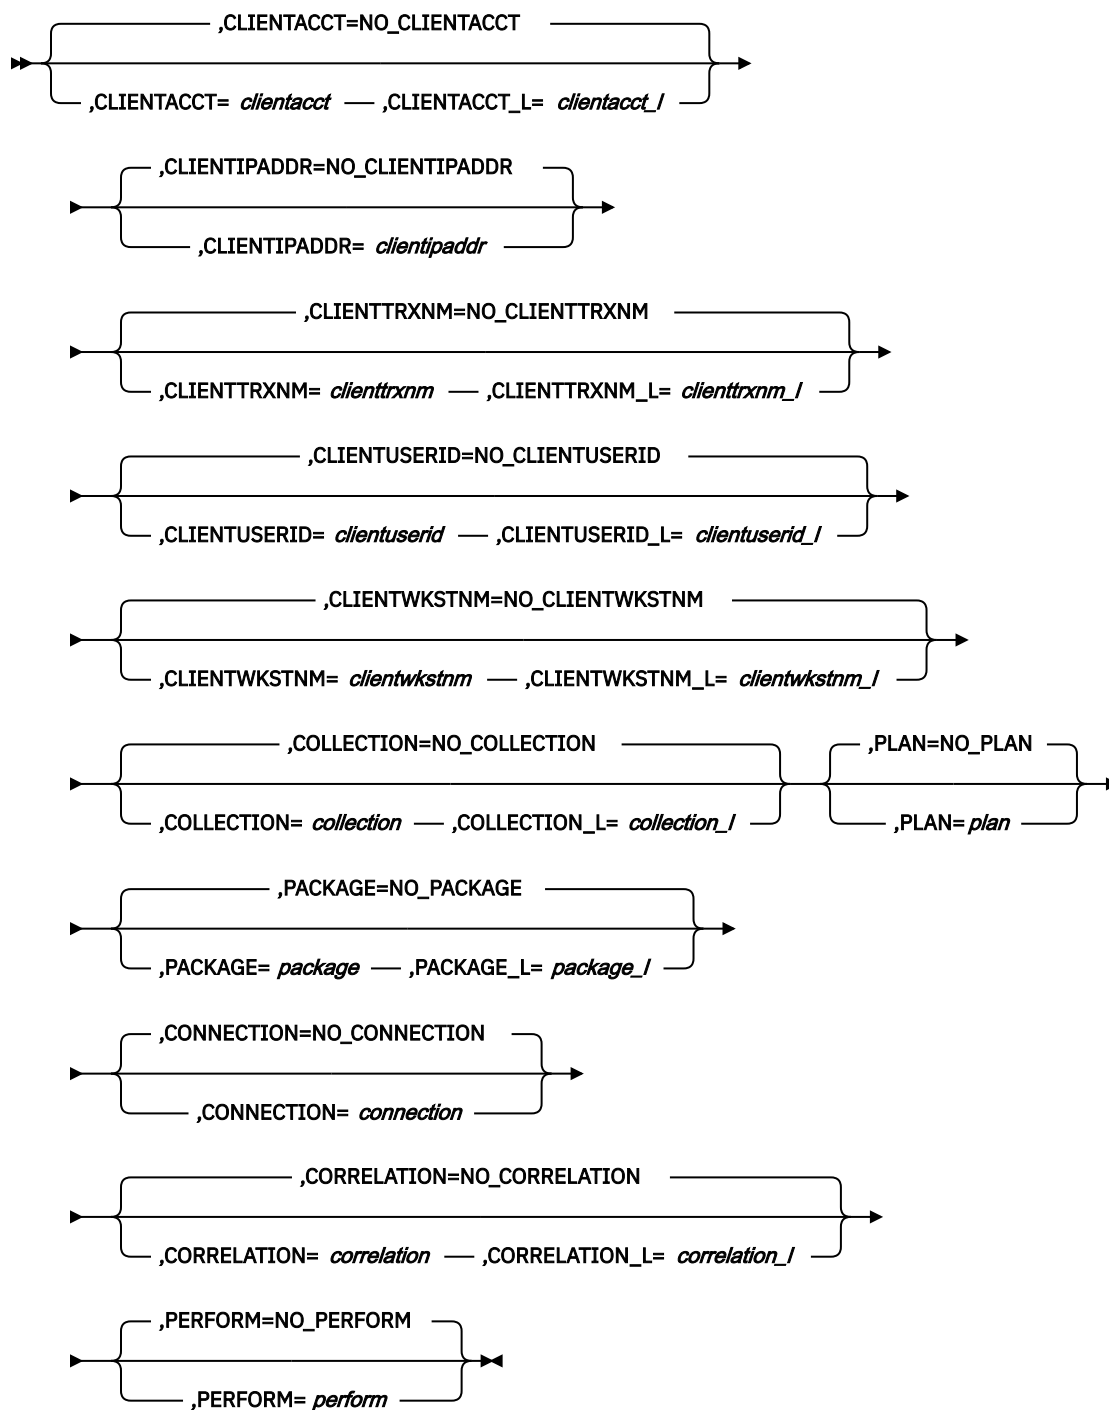 ,CLIENTACCT=NO_CLIENTACCT
,CLIENTACCT= clientacct ,CLIENTACCT_L= clientacct_l
,CLIENTIPADDR=NO_CLIENTIPADDR
,CLIENTIPADDR= clientipaddr
,CLIENTTRXNM=NO_CLIENTTRXNM
,CLIENTTRXNM= clienttrxnm ,CLIENTTRXNM_L= clienttrxnm_l
,CLIENTUSERID=NO_CLIENTUSERID
,CLIENTUSERID= clientuserid ,CLIENTUSERID_L= clientuserid_l
,CLIENTWKSTNM=NO_CLIENTWKSTNM
,CLIENTWKSTNM= clientwkstnm ,CLIENTWKSTNM_L= clientwkstnm_l
,COLLECTION=NO_COLLECTION ,PLAN=NO_PLAN
,COLLECTION= collection ,COLLECTION_L= collection_l ,PLAN= plan
,PACKAGE=NO_PACKAGE
,PACKAGE= package ,PACKAGE_L= package_l
,CONNECTION=NO_CONNECTION
,CONNECTION= connection
,CORRELATION=NO_CORRELATION
,CORRELATION= correlation ,CORRELATION_L= correlation_l
,PERFORM=NO_PERFORM
,PERFORM= perform